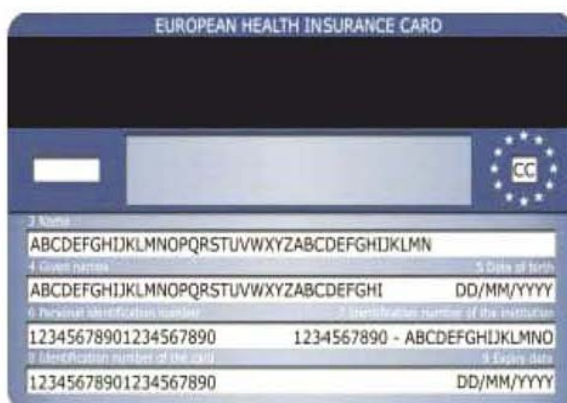 EUROPEAN HEALTH INSURANCE CARD
CC
3 Name
ABCDEFGHIJKLMNOPQRSTUVWXYZABCDEFGHIJKLMN
4 Given names 5 Date of birth
ABCDEFGHIJKLMNOPQRSTUVWXYZABCDEFGHI DD/MM/YYYY
6 Personal identification number 7 Identification number of the institution
12345678901234567890 1234567890 - ABCDEFGHIJKLMNO
8 Identification number of the card 9 Expiry date
12345678901234567890 DD/MM/YYYY